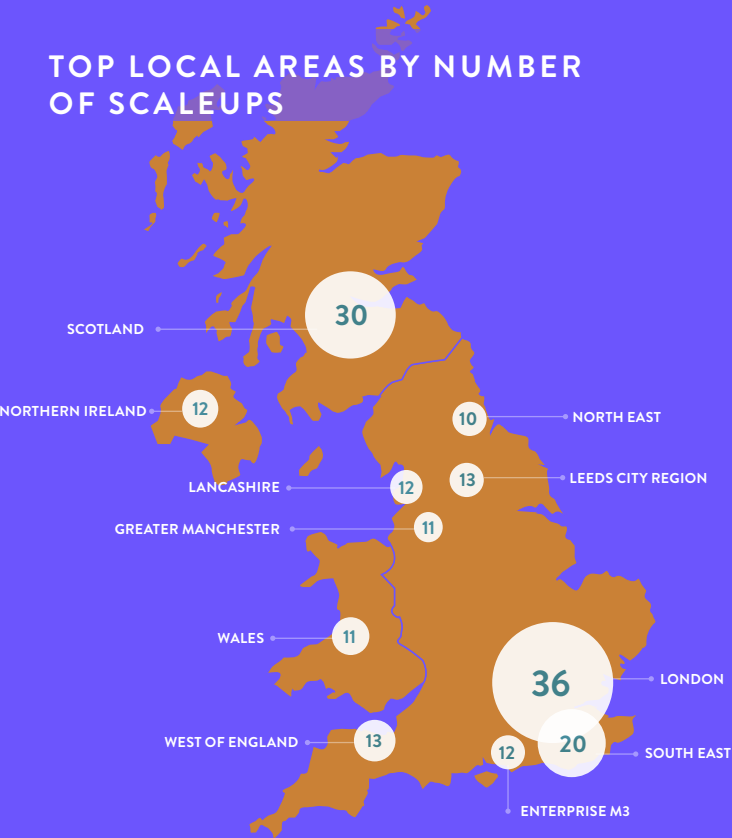 TOP LOCAL AREAS BY NUMBER
OF SCALEUPS
30
SCOTLAND
12
NORTHERN IRELAND
10
NORTH EAST
13
LEEDS CITY REGION
12
LANCASHIRE
11
GREATER MANCHESTER
11
WALES
36
LONDON
13
WEST OF ENGLAND
20
SOUTH EAST
12
ENTERPRISE M3